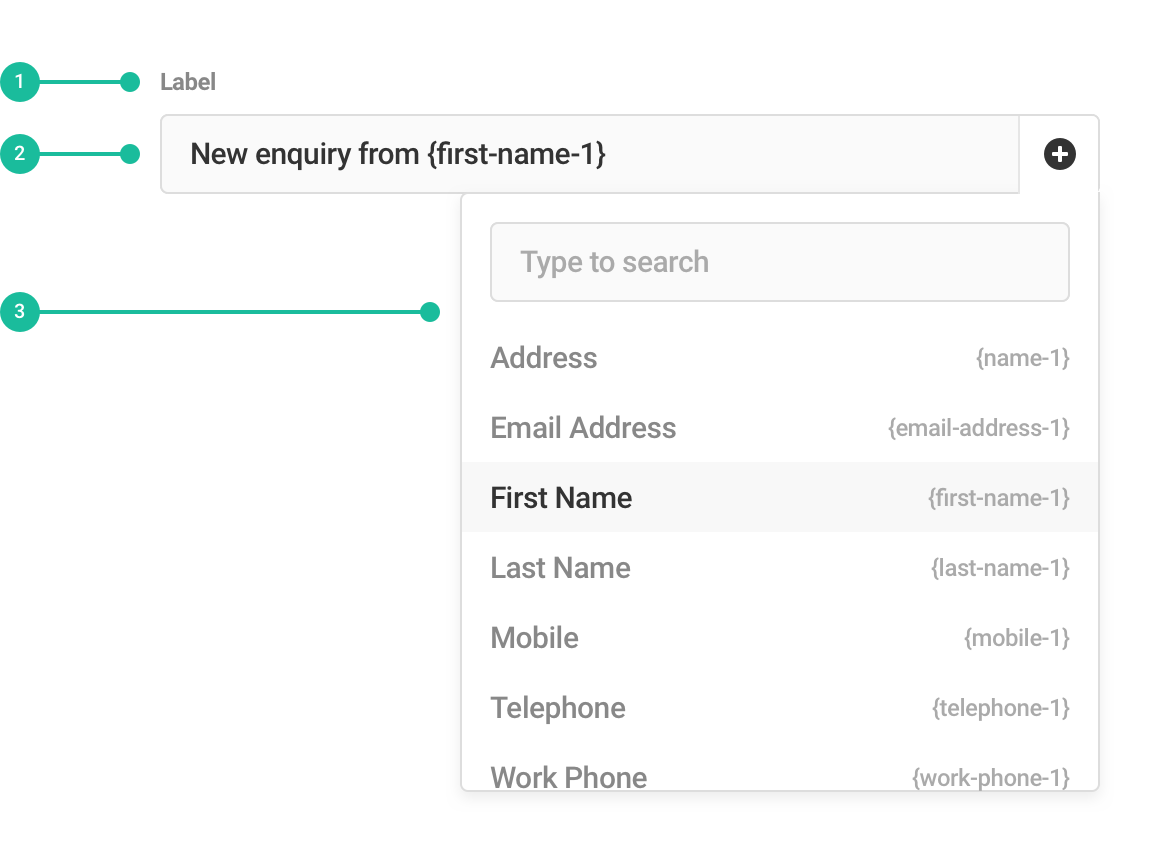 1 Label
2 New enquiry from {first-name-1}
Type to search
3
Address {name-1}
Email Address {email-address-1}
First Name {first-name-1}
Last Name {last-name-1}
Mobile {mobile-1}
Telephone {telephone-1}
Work Phone {work-phone-1}